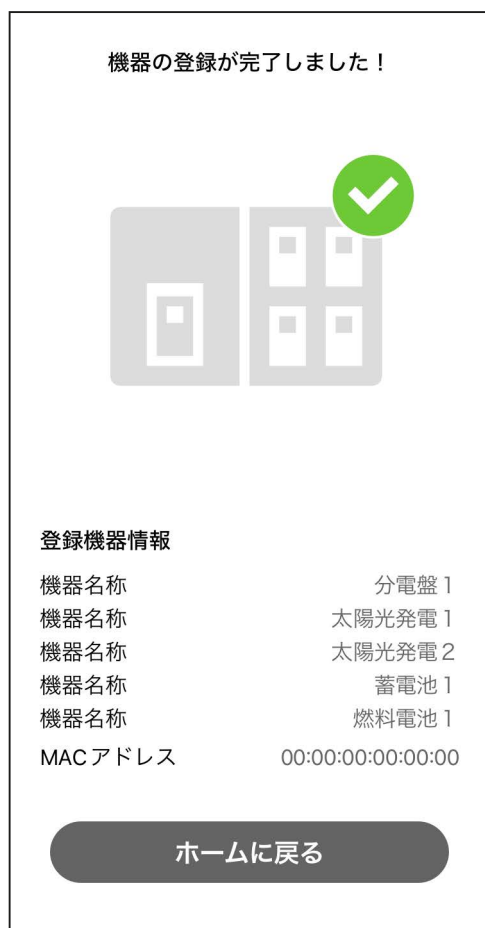 機器の登録が完了しました！
登録機器情報
機器名称 分電盤1
機器名称 太陽光発電1
機器名称 太陽光発電2
機器名称 蓄電池1
機器名称 燃料電池1
MACアドレス 00:00:00:00:00:00
ホームに戻る